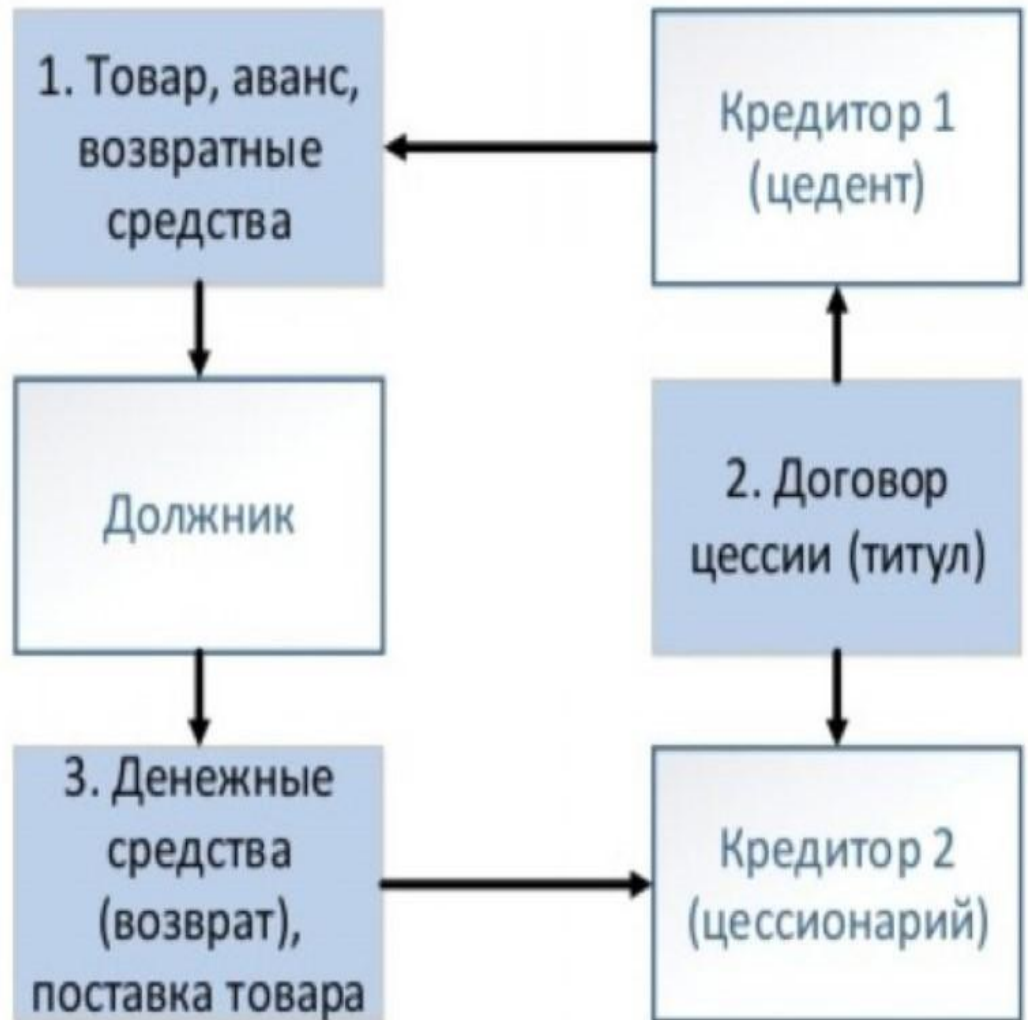 1. Товар, аванс,
возвратные
средства
Кредитор 1
(цедент)
Должник
2. Договор
цессии (титул)
3. Денежные
средства
(возврат),
поставка товара
Кредитор 2
(цессионарий)